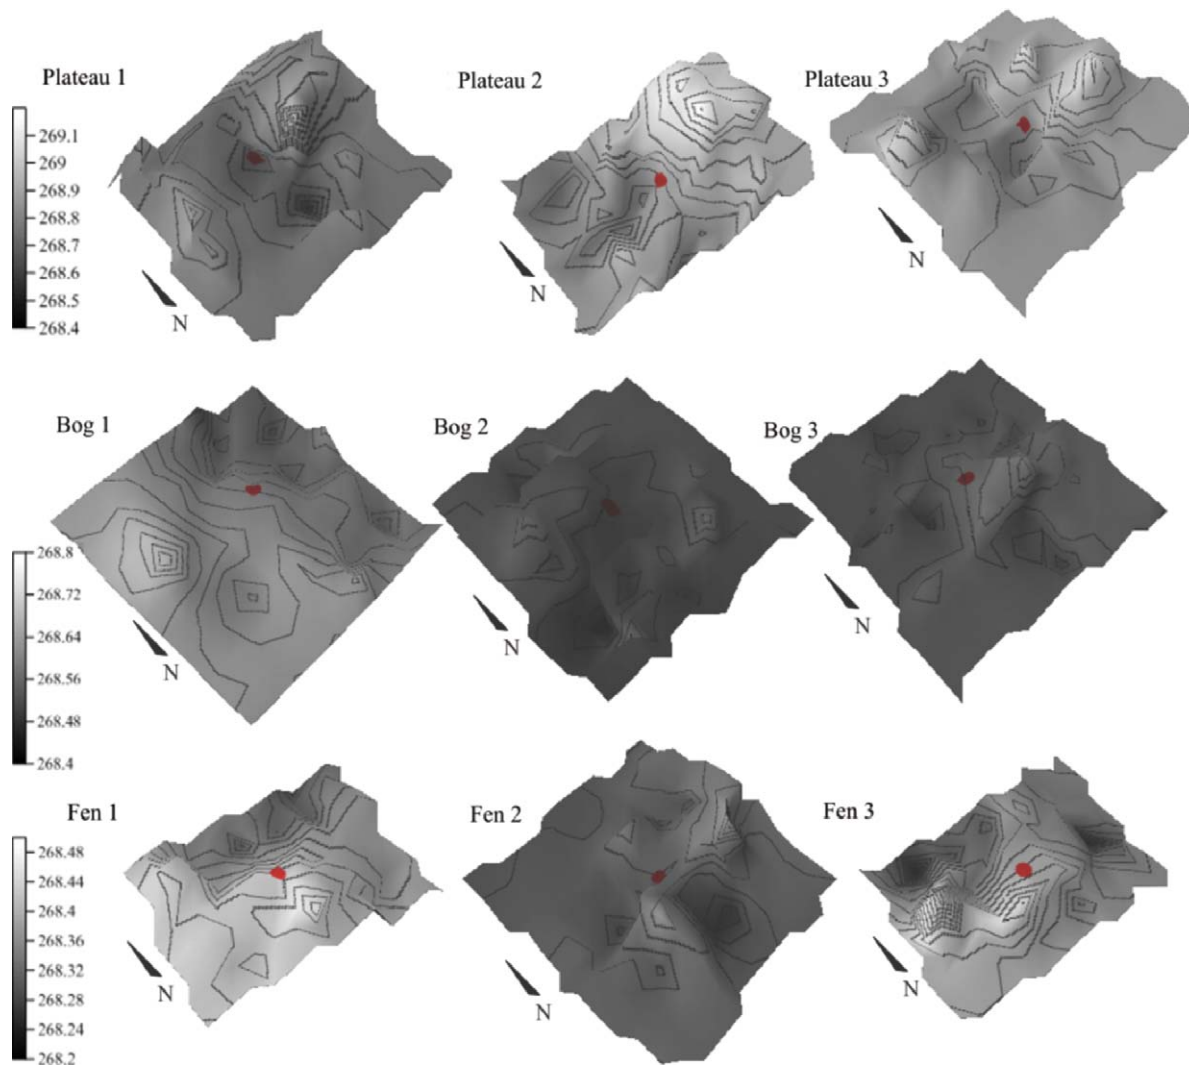 Plateau 1
Plateau 2
Plateau 3
269.1
269
268.9
268.8
268.7
268.6
268.5
268.4
N
N
N
Bog 1
Bog 2
Bog 3
268.8
268.72
268.64
268.56
268.48
268.4
N
N
N
Fen 1
Fen 2
Fen 3
268.48
268.44
268.4
268.36
268.32
268.28
268.24
268.2
N
N
N